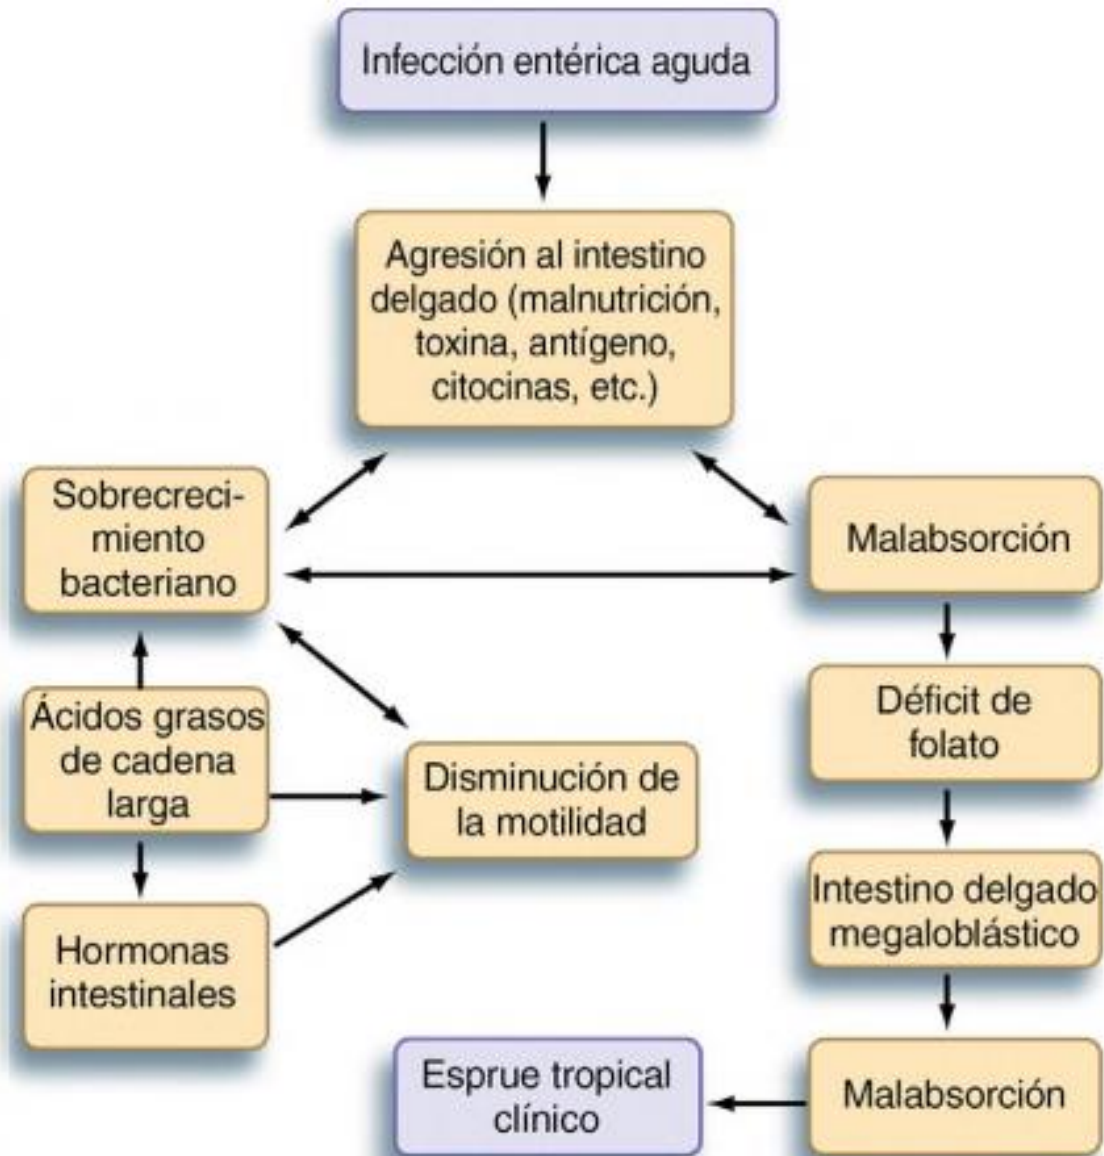 Infección entérica aguda
Agresión al intestino
delgado (malnutrición,
toxina, antígeno,
citocinas, etc.)
Sobrecreci-
miento
bacteriano
Malabsorción
Ácidos grasos
de cadena
larga
Disminución de
la motilidad
Déficit de
folato
Hormonas
intestinales
Intestino delgado
megaloblástico
Esprue tropical
clínico
Malabsorción